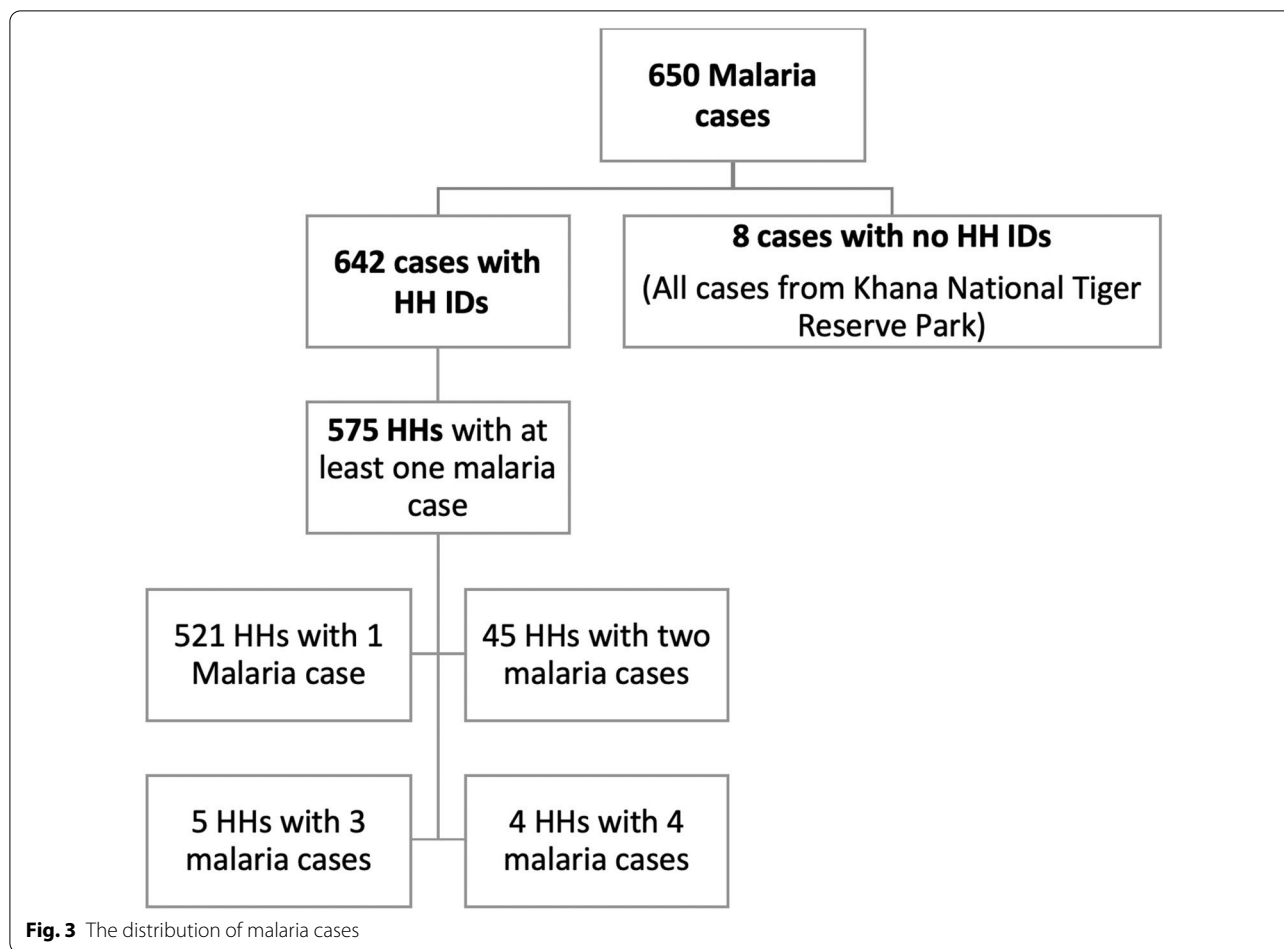 650 Malaria
cases
642 cases with
HH IDs
8 cases with no HH IDs
(All cases from Khana National Tiger
Reserve Park)
575 HHs with at
least one malaria
case
521 HHs with 1
Malaria case
45 HHs with two
malaria cases
5 HHs with 3
malaria cases
4 HHs with 4
malaria cases
Fig. 3 The distribution of malaria cases